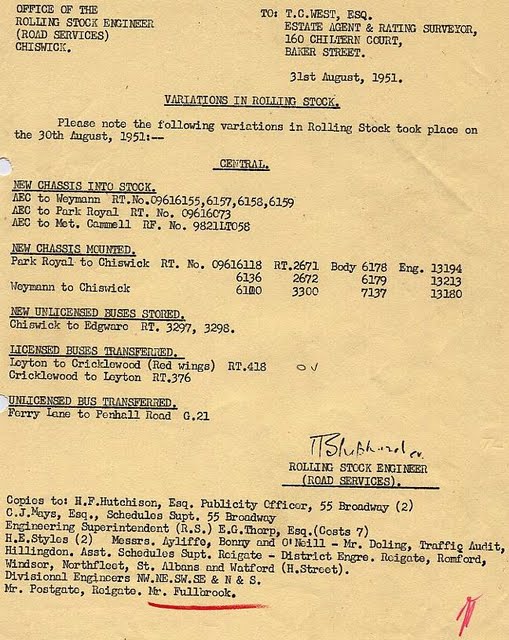 OFFICE OF THE
ROLLING STOCK ENGINEER
(ROAD SERVICES)
CHISWICK.
TO: T.C.WEST, ESQ.
ESTATE AGENT & RATING SURVEYOR,
160 CHILTERN COURT,
BAKER STREET.
31st August, 1951.
VARIATIONS IN ROLLING STOCK.
Please note the following variations in Rolling Stock took place on
the 30th August, 1951:--
CENTRAL.
NEW CHASSIS INTO STOCK.
AEC to Weymann RT.No.09616155,6157,6158,6159
AEC to Park Royal RT. No. 09616073
AEC to Met. Cammell RF. No. 9821LT058
NEW CHASSIS MOUNTED.
Park Royal to Chiswick RT. No. 09616118 RT.2671 Body 6178 Eng. 13194
6136 2672 6179 13213
Weymann to Chiswick 6100 3300 7137 13180
NEW UNLICENSED BUSES STORED.
Chiswick to Edgware RT. 3297, 3298.
LICENSED BUSES TRANSFERRED.
Leyton to Cricklewood (Red wings) RT.418
Cricklewood to Leyton RT.376
UNLICENSED BUS TRANSFERRED.
Ferry Lane to Penhall Road G.21
ROLLING STOCK ENGINEER
(ROAD SERVICES).
Copies to: H.F.Hutchison, Esq. Publicity Officer, 55 Broadway (2)
C.J.Mays, Esq., Schedules Supt. 55 Broadway
Engineering Superintendent (R.S.) E.G.Thorp, Esq.(Costs 7)
H.E.Styles (2) Messrs. Ayliffe, Bonny and O'Neill - Mr. Doling, Traffic Audit,
Hillingdon. Asst. Schedules Supt. Reigate - District Engre. Reigate, Romford,
Windsor, Northfleet, St. Albans and Watford (H.Street).
Divisional Engineers NW.NE.SW.SE & N & S.
Mr. Postgate, Reigate. Mr. Fullbrook.